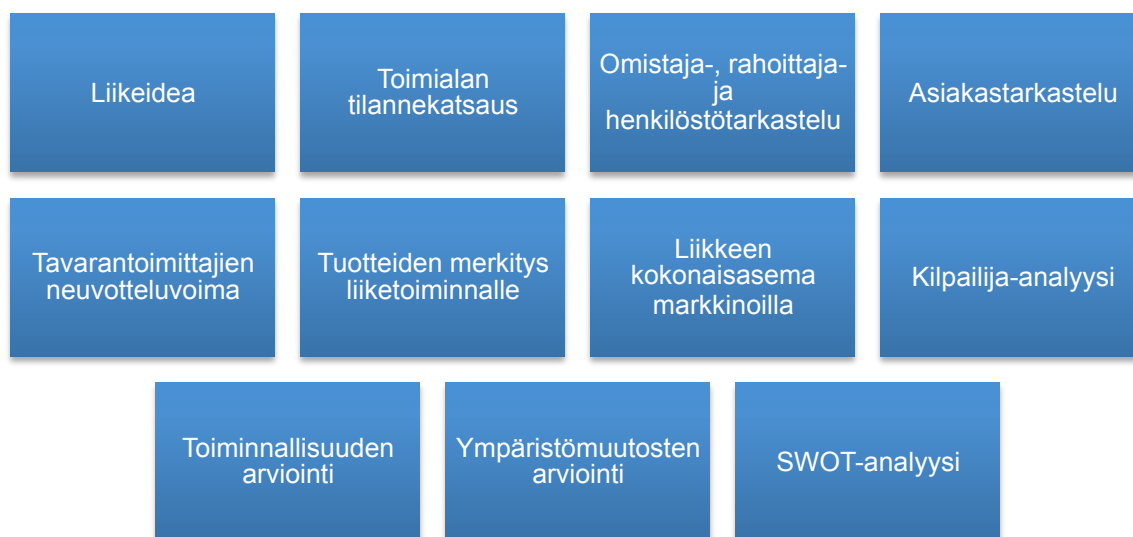 Liikeidea
Toimialan
tilannekatsaus
Omistaja-, rahoittaja-
ja
henkilöstötarkastelu
Asiakastarkastelu
Tavarantoimittajien
neuvotteluvoima
Tuotteiden merkitys
liiketoiminnalle
Liikkeen
kokonaisasema
markkinoilla
Kilpailija-analyysi
Toiminnallisuuden
arviointi
Ympäristömuutosten
arviointi
SWOT-analyysi